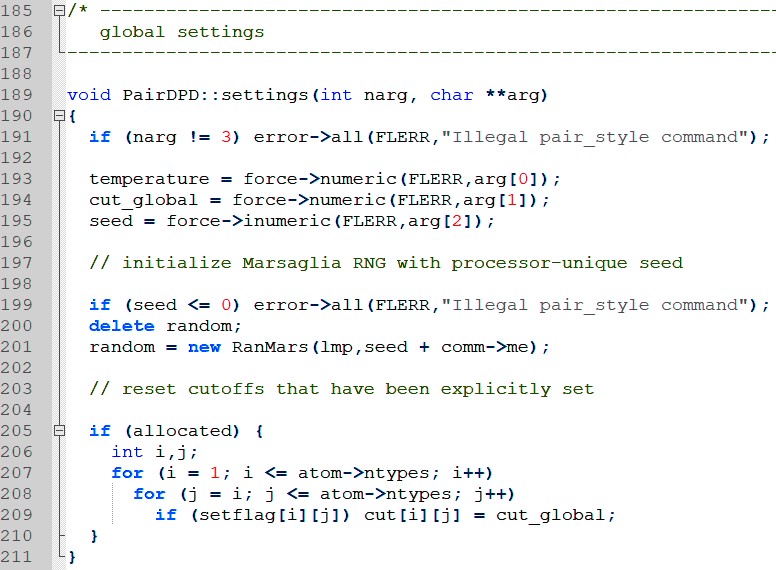 185 /* -------------------------------------------------------------
186    global settings
187 ----------------------------------------------------------------
188
189 void PairDPD::settings(int narg, char **arg)
190 {
191   if (narg != 3) error->all(FLERR,"Illegal pair_style command");
192
193   temperature = force->numeric(FLERR,arg[0]);
194   cut_global = force->numeric(FLERR,arg[1]);
195   seed = force->inumeric(FLERR,arg[2]);
196
197   // initialize Marsaglia RNG with processor-unique seed
198
199   if (seed <= 0) error->all(FLERR,"Illegal pair_style command");
200   delete random;
201   random = new RanMars(lmp,seed + comm->me);
202
203   // reset cutoffs that have been explicitly set
204
205   if (allocated) {
206     int i,j;
207     for (i = 1; i <= atom->ntypes; i++)
208       for (j = i; j <= atom->ntypes; j++)
209         if (setflag[i][j]) cut[i][j] = cut_global;
210   }
211 }